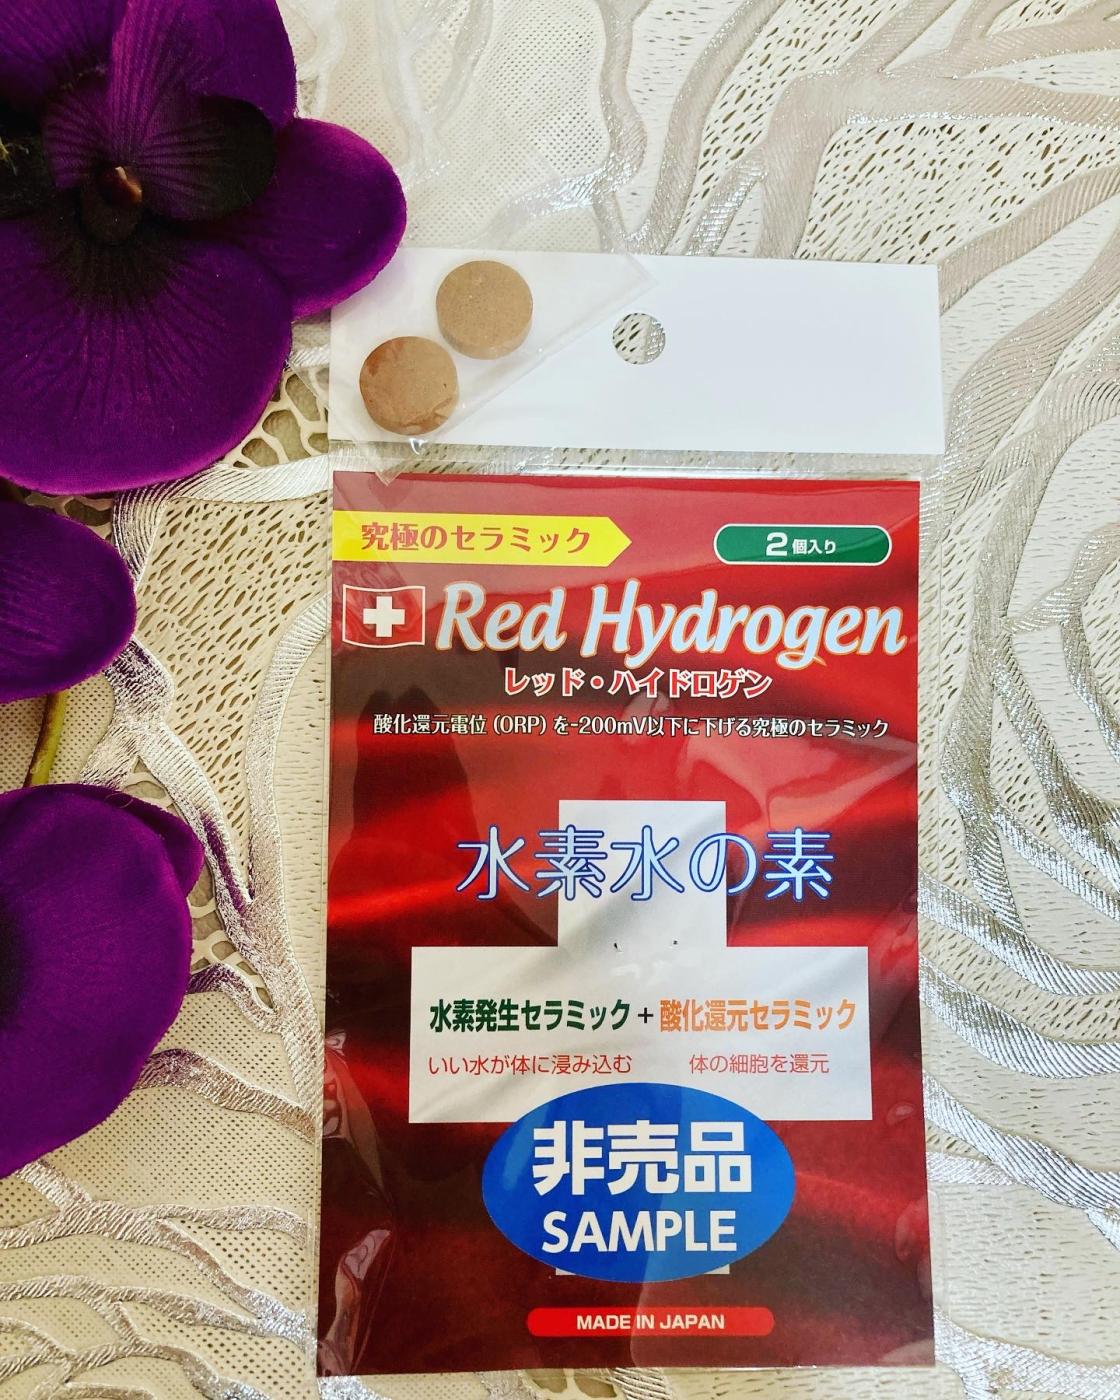 究極のセラミック
2個入り
Red Hydrogen
レッド・ハイドロゲン
酸化還元電位(ORP)を-200mV以下に下げる究極のセラミック
水素水の素
水素発生セラミック+酸化還元セラミック
いい水が体に浸み込む 体の細胞を還元
非売品
SAMPLE
MADE IN JAPAN